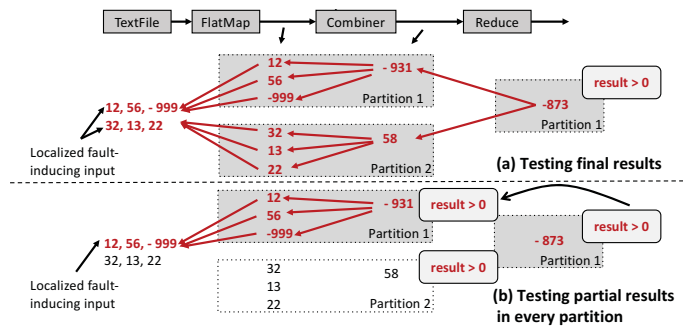 TextFile FlatMap Combiner Reduce
12 - 931
56
-999
Partition 1
12, 56, - 999
32, 13, 22
Localized fault-
inducing input
32 58
13
22
Partition 2
result > 0
-873
Partition 1
(a) Testing final results
12 - 931 result > 0
56
-999
Partition 1
12, 56, - 999
32, 13, 22
Localized fault-
inducing input
32 58 result > 0
13
22
Partition 2
result > 0
- 873
Partition 1
(b) Testing partial results
in every partition